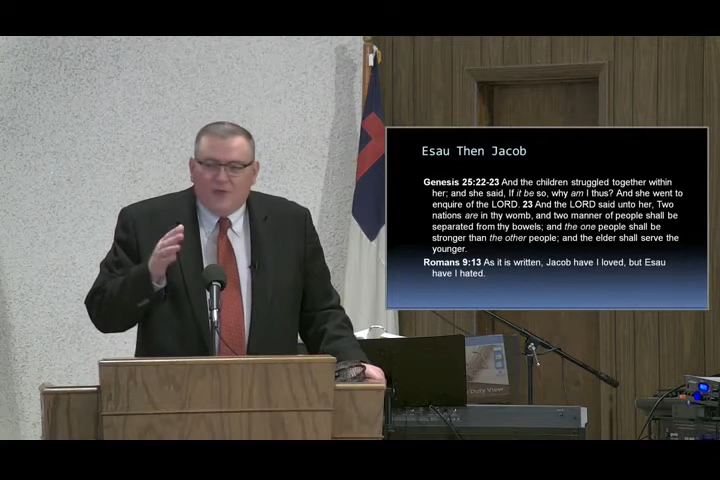 Esau Then Jacob
Genesis 25:22-23 And the children struggled together within
her; and she said, If it be so, why am I thus? And she went to
enquire of the LORD. 23 And the LORD said unto her, Two
nations are in thy womb, and two manner of people shall be
separated from thy bowels; and the one people shall be
stronger than the other people; and the elder shall serve the
younger.
Romans 9:13 As it is written, Jacob have I loved, but Esau
have I hated.
Duty View